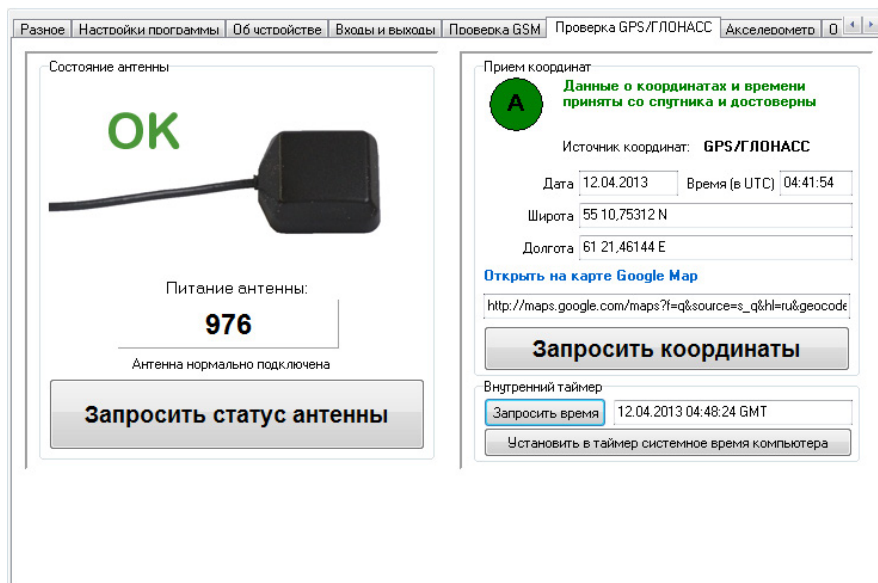 Разное Настройки программы Об устройстве Входы и выходы Проверка GSM Проверка GPS/ГЛОНАСС Акселерометр О
Состояние антенны
OK
Питание антенны:
976
Антенна нормально подключена
Запросить статус антенны
Прием координат
A
Данные о координатах и времени
приняты со спутника и достоверны
Источник координат: GPS/ГЛОНАСС
Дата 12.04.2013 Время (в UTC) 04:41:54
Широта 55 10,75312 N
Долгота 61 21,46144 E
Открыть на карте Google Map
http://maps.google.com/maps?f=q&source=s_q&hl=ru&geocode
Запросить координаты
Внутренний таймер
Запросить время 12.04.2013 04:48:24 GMT
Установить в таймер системное время компьютера